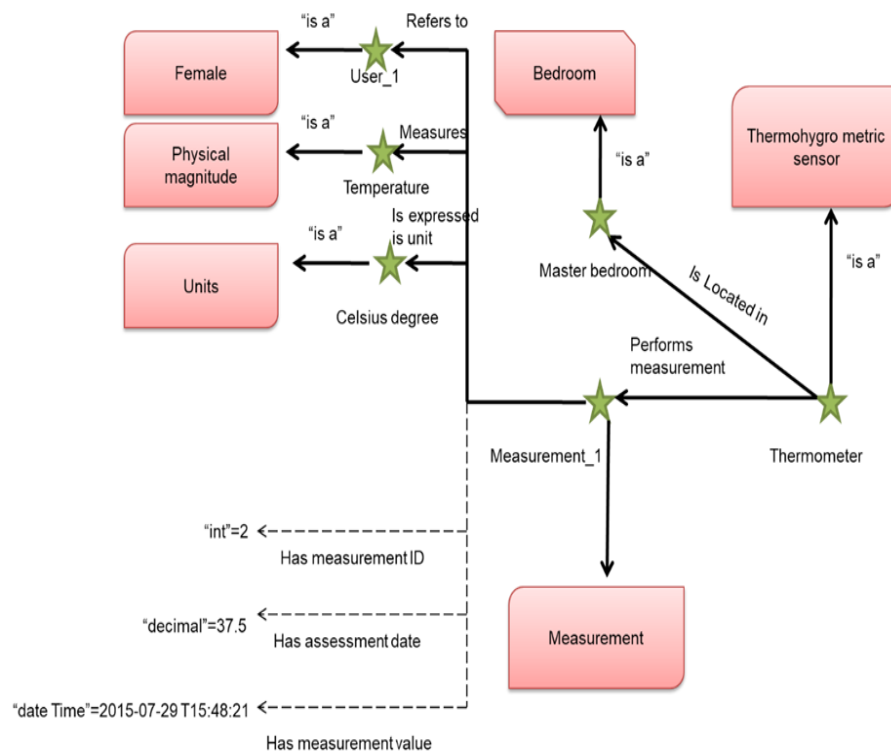 “is a”
Refers to
Female
User_1
Bedroom
“is a”
Measures
Physical
magnitude
Temperature
Thermohygro metric
sensor
“is a”
“is a”
Is expressed
is unit
“is a”
Units
Celsius degree
Master bedroom
Is Located in
Performs
measurement
Measurement_1
Thermometer
“int”=2
Has measurement ID
“decimal”=37.5
Has assessment date
Measurement
“date Time”=2015-07-29 T15:48:21
Has measurement value